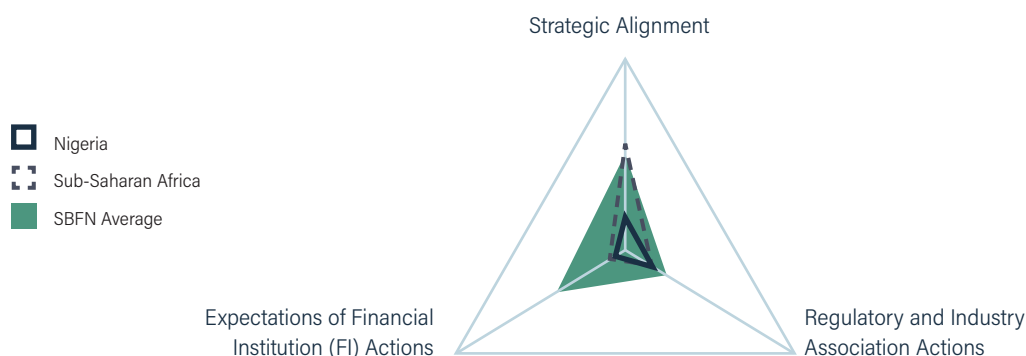 Strategic Alignment
Nigeria
Sub-Saharan Africa
SBFN Average
Expectations of Financial
Institution (FI) Actions
Regulatory and Industry
Association Actions